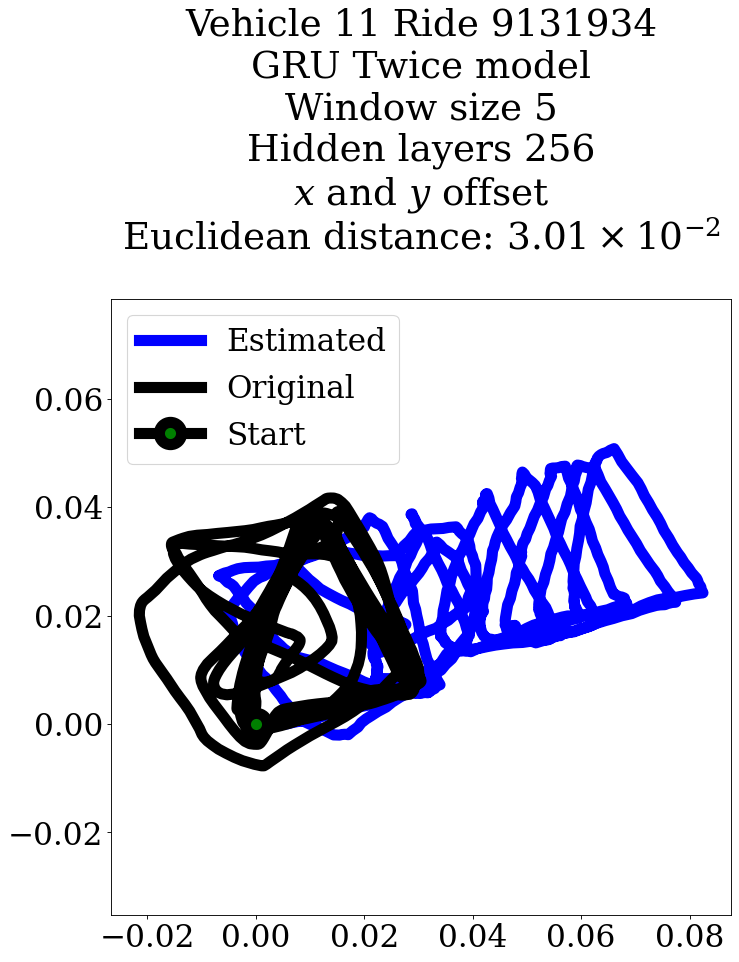 Vehicle 11 Ride 9131934
GRU Twice model
Window size 5
Hidden layers 256
x and y offset
Euclidean distance: 3.01 × 10⁻²
Estimated
Original
Start
0.06
0.04
0.02
0.00
−0.02
−0.02 0.00 0.02 0.04 0.06 0.08